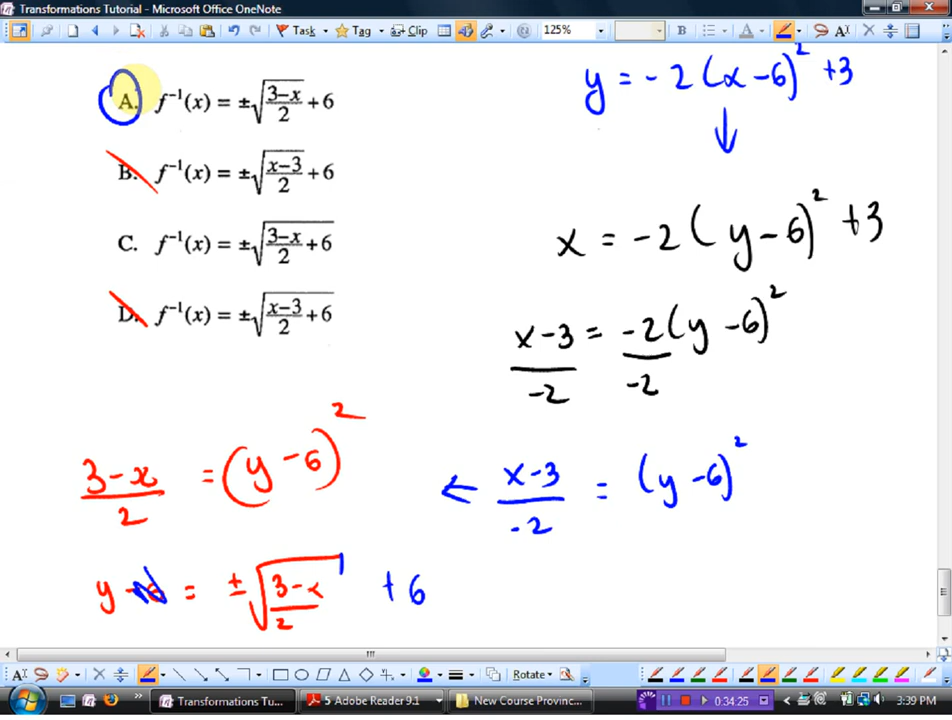 Transformations Tutorial - Microsoft Office OneNote
Task Tag Clip 125% B
A. f⁻¹(x) = ±√((3−x)/2) + 6
B. f⁻¹(x) = ±√((x−3)/2) + 6
C. f⁻¹(x) = ±√((3−x)/2 + 6)
D. f⁻¹(x) = ±√((x−3)/2 + 6)
y = -2(x-6)² +3
↓
x = -2(y-6)² +3
(x-3)/-2 = -2(y-6)²/-2
← (x-3)/-2 = (y-6)²
(3-x)/2 = (y-6)²
y = ±√((3-x)/2) + 6
Rotate
Transformations Tuto... 5 Adobe Reader 9.1 New Course Provinc... 0:34:25 3:39 PM